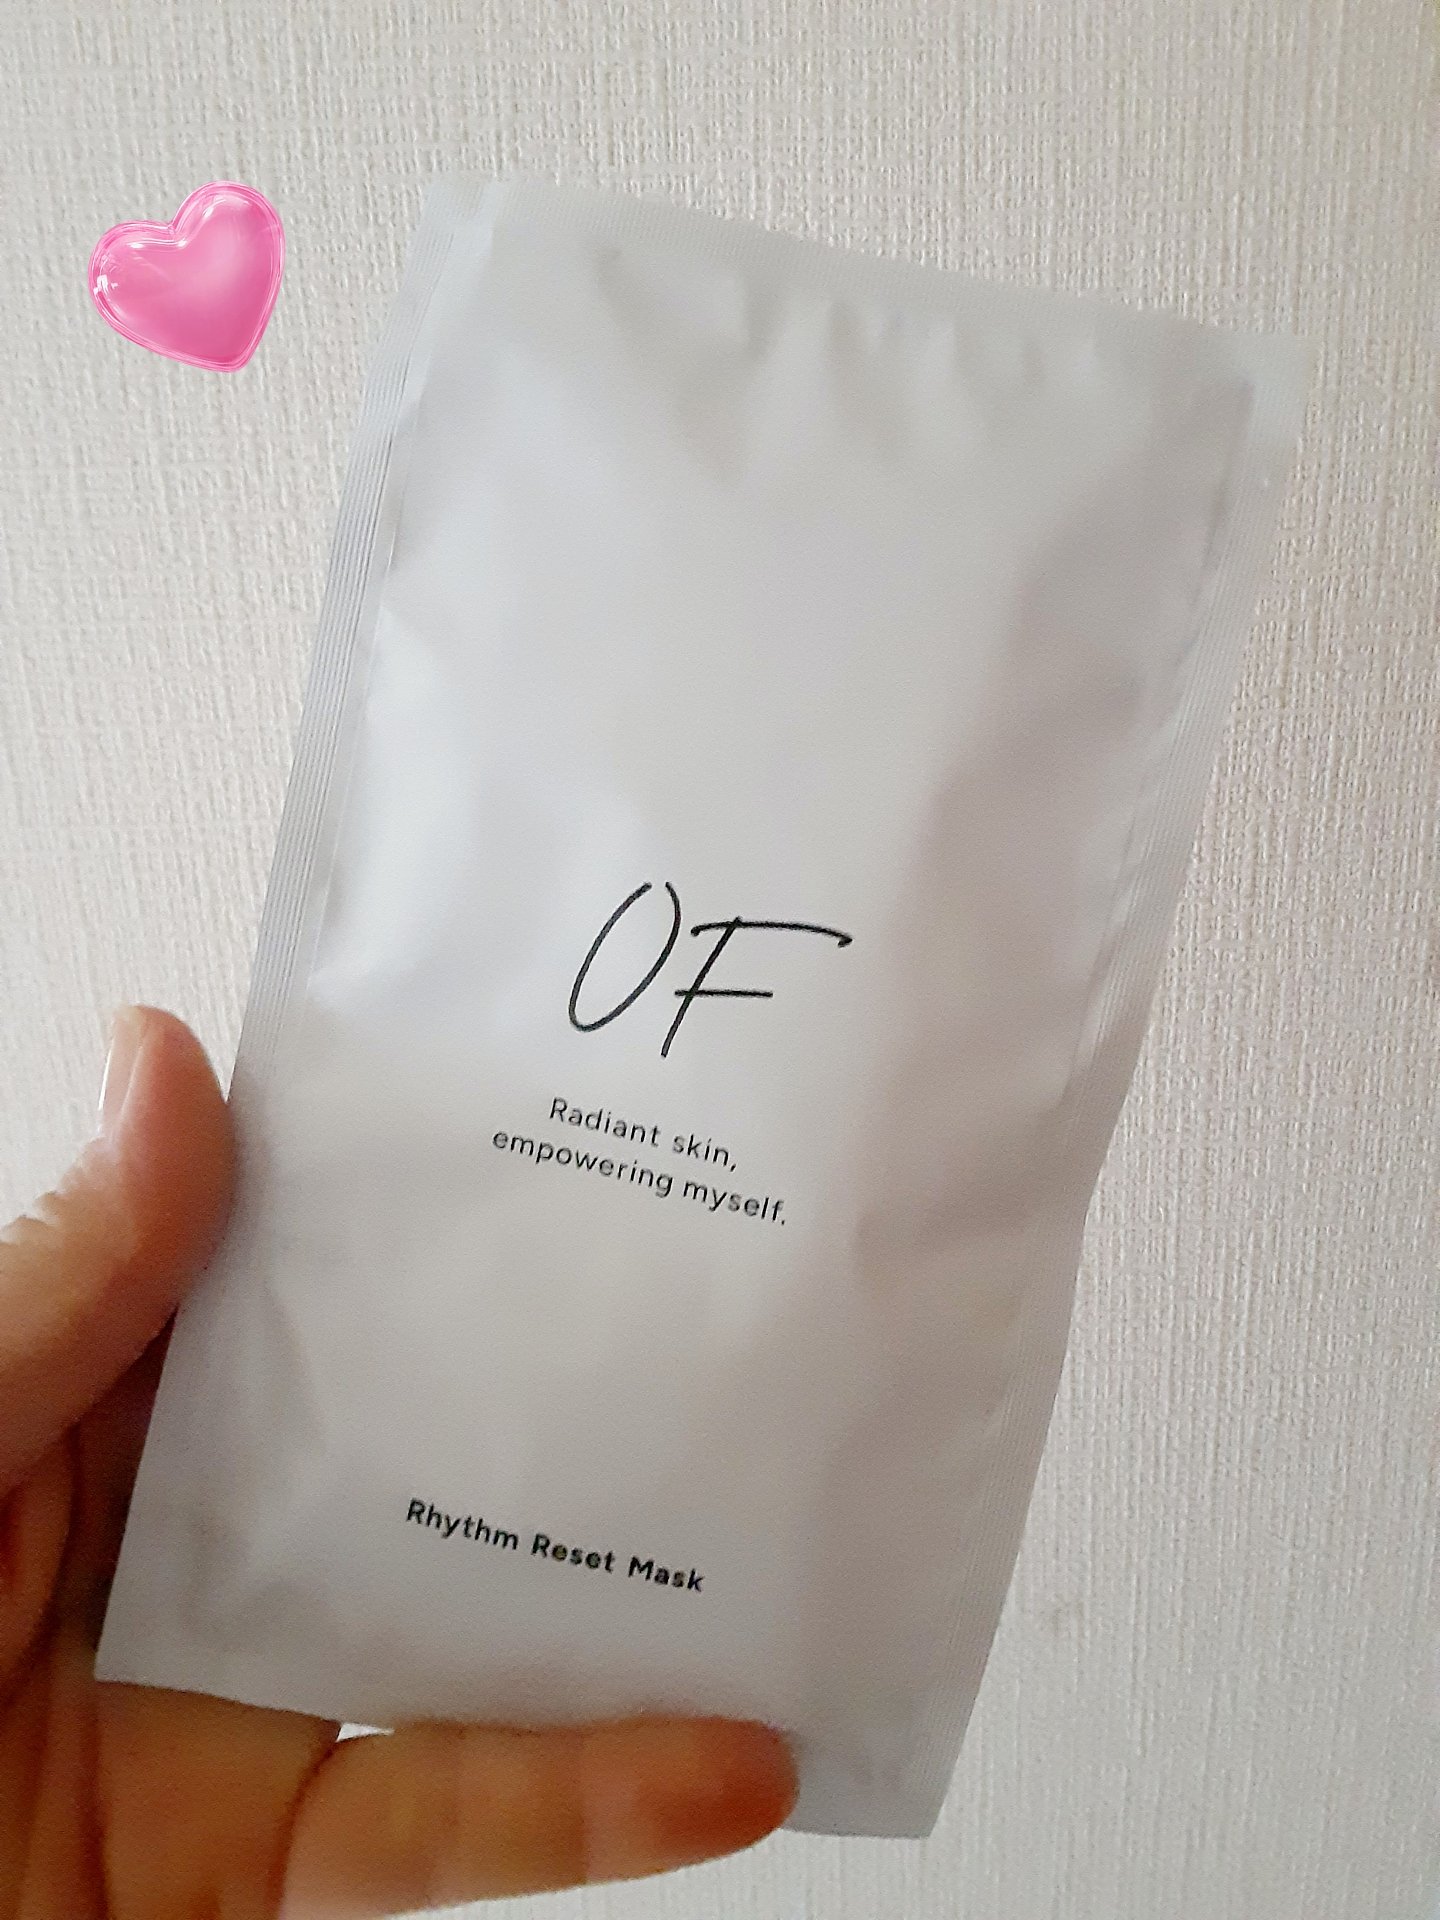 OF
Radiant skin,
empowering myself.
Rhythm Reset Mask